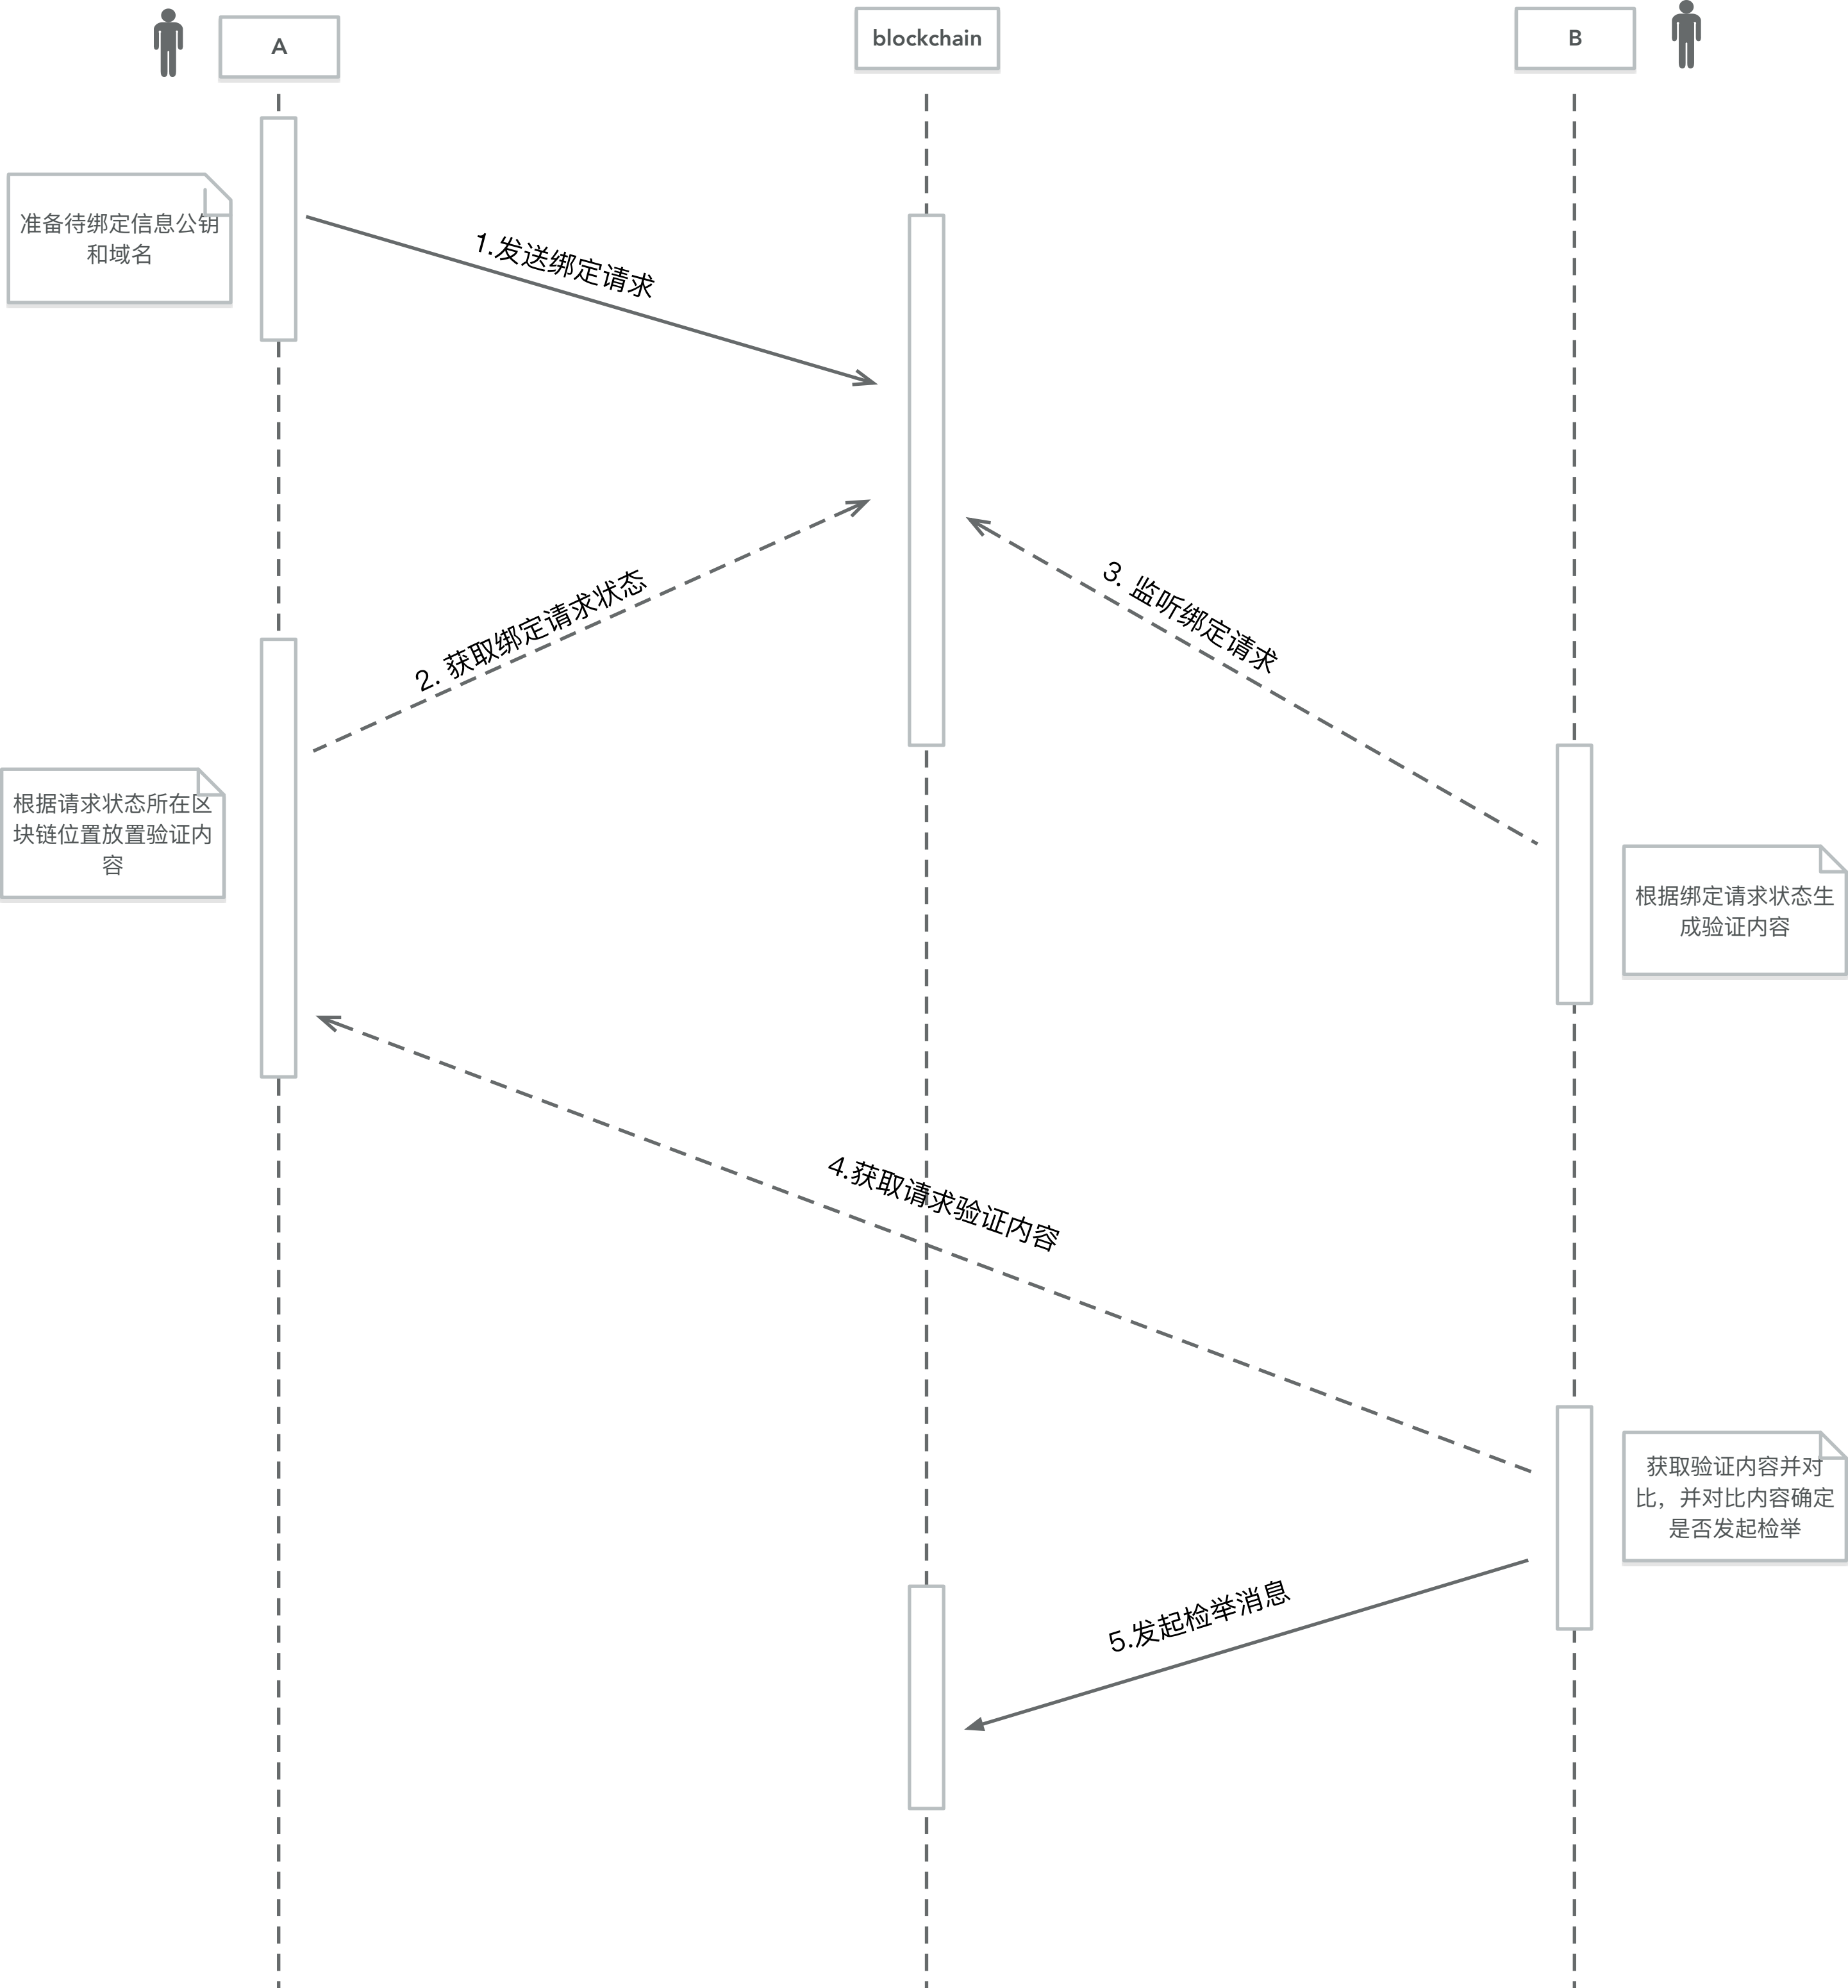 A
blockchain
B
准备待绑定信息公钥
和域名
1.发送绑定请求
2. 获取绑定请求状态
3. 监听绑定请求
根据请求状态所在区
块链位置放置验证内
容
根据绑定请求状态生
成验证内容
4.获取请求验证内容
获取验证内容并对
比，并对比内容确定
是否发起检举
5.发起检举消息